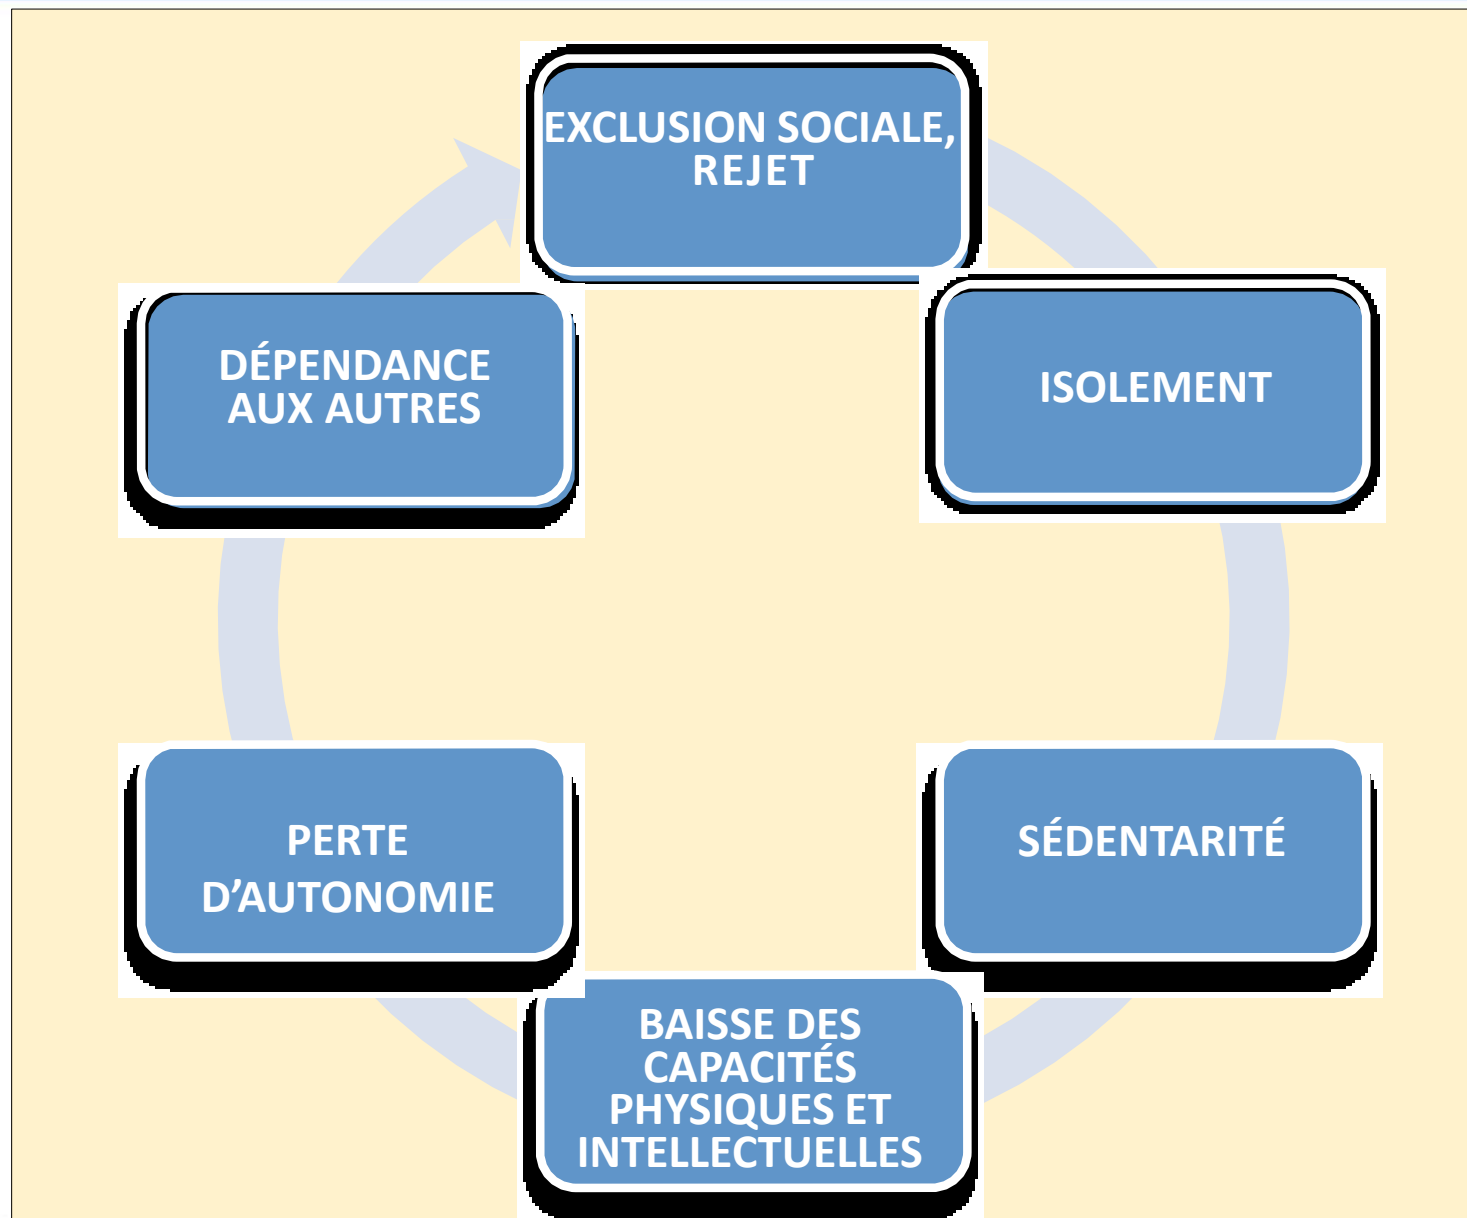 EXCLUSION SOCIALE,
REJET
ISOLEMENT
SÉDENTARITÉ
BAISSE DES
CAPACITÉS
PHYSIQUES ET
INTELLECTUELLES
PERTE
D’AUTONOMIE
DÉPENDANCE
AUX AUTRES